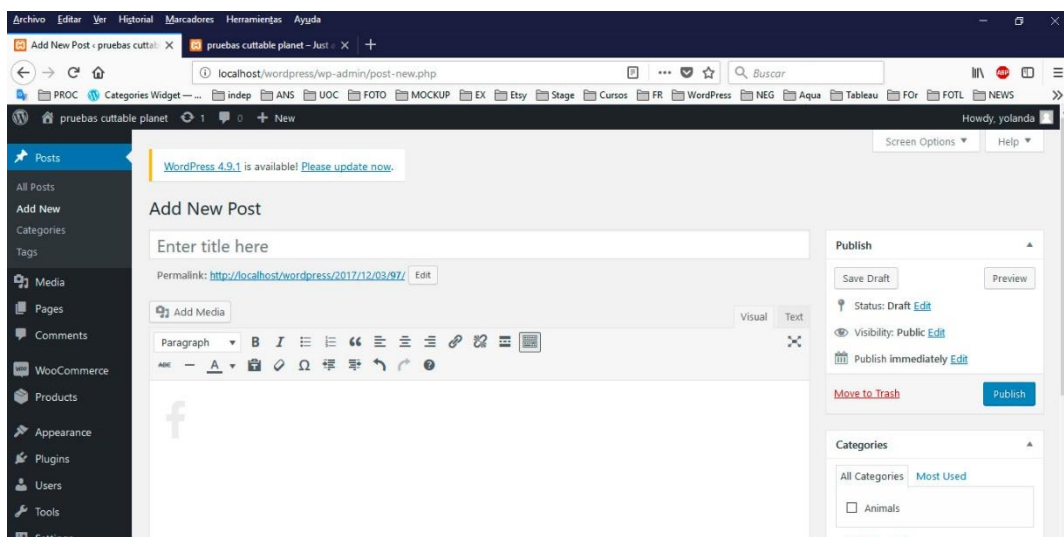 Archivo Editar Ver Historial Marcadores Herramientas Ayuda
Add New Post ‹ pruebas cuttab
pruebas cuttable planet – Just a
localhost/wordpress/wp-admin/post-new.php
Buscar
PROC Categories Widget — ... indep ANS UOC FOTO MOCKUP EX Etsy Stage Cursos FR WordPress NEG Aqua Tableau FOr FOTL NEWS
pruebas cuttable planet 1 0 + New Howdy, yolanda
Screen Options Help
Posts
All Posts
Add New
Categories
Tags
Media
Pages
Comments
WooCommerce
Products
Appearance
Plugins
Users
Tools
WordPress 4.9.1 is available! Please update now.
Add New Post
Enter title here
Permalink: http://localhost/wordpress/2017/12/03/97/ Edit
Add Media
Visual Text
Paragraph B I
ABC A
f
Publish
Save Draft Preview
Status: Draft Edit
Visibility: Public Edit
Publish immediately Edit
Move to Trash Publish
Categories
All Categories Most Used
Animals